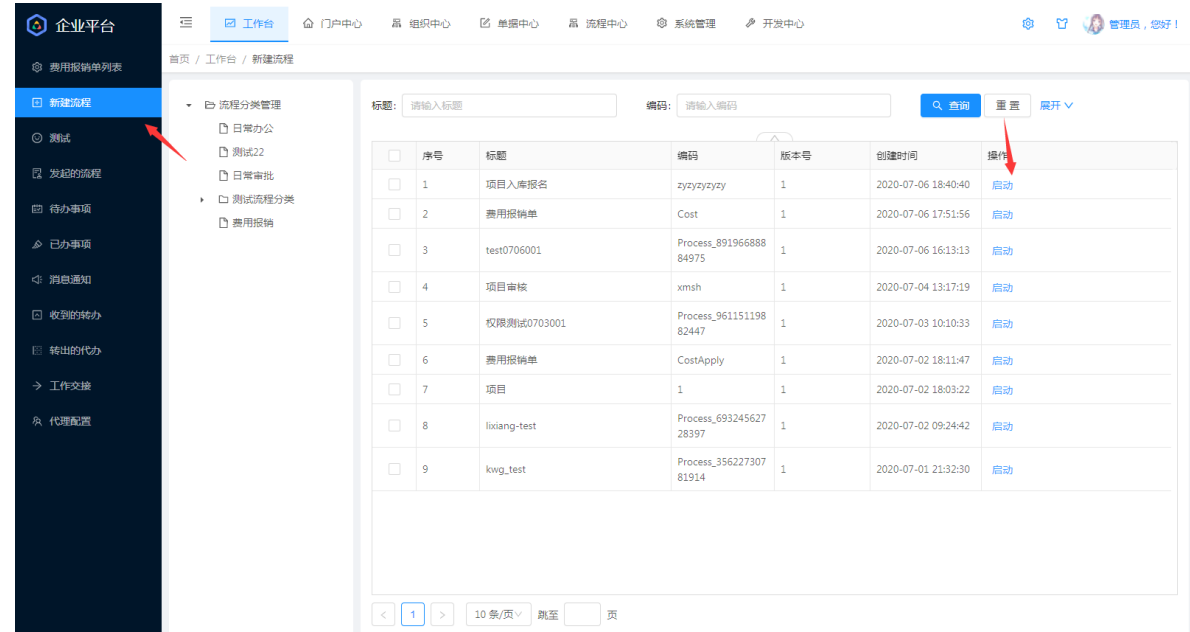 企业平台
工作台
门户中心
组织中心
单据中心
流程中心
系统管理
开发中心
管理员，您好！
首页 / 工作台 / 新建流程
费用报销单列表
新建流程
测试
发起的流程
待办事项
已办事项
消息通知
收到的转办
转出的代办
工作交接
代理配置
流程分类管理
日常办公
测试22
日常审批
测试流程分类
费用报销
标题: 请输入标题 编码: 请输入编码 查询 重置 展开
序号 标题 编码 版本号 创建时间 操作
1 项目入库报名 zyzyzyzyzy 1 2020-07-06 18:40:40 启动
2 费用报销单 Cost 1 2020-07-06 17:51:56 启动
3 test0706001 Process_891966888 1 2020-07-06 16:13:13 启动
84975
4 项目审核 xmsh 1 2020-07-04 13:17:19 启动
5 权限测试0703001 Process_961151198 1 2020-07-03 10:10:33 启动
82447
6 费用报销单 CostApply 1 2020-07-02 18:11:47 启动
7 项目 1 1 2020-07-02 18:03:22 启动
8 lixiang-test Process_693245627 1 2020-07-02 09:24:42 启动
28397
9 kwg_test Process_356227307 1 2020-07-01 21:32:30 启动
81914
< 1 > 10 条/页 跳至 页